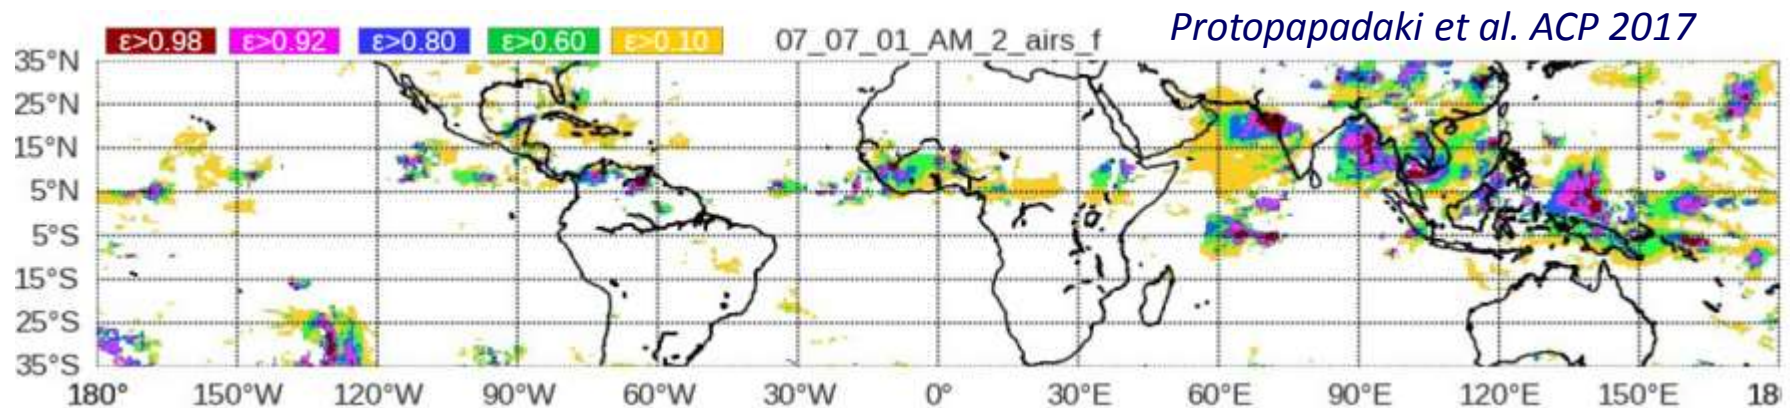 Protopapadaki et al. ACP 2017
ε>0.98 ε>0.92 ε>0.80 ε>0.60 ε>0.10 07_07_01_AM_2_airs_f
35°N
25°N
15°N
5°N
5°S
15°S
25°S
35°S
180° 150°W 120°W 90°W 60°W 30°W 0° 30°E 60°E 90°E 120°E 150°E 18